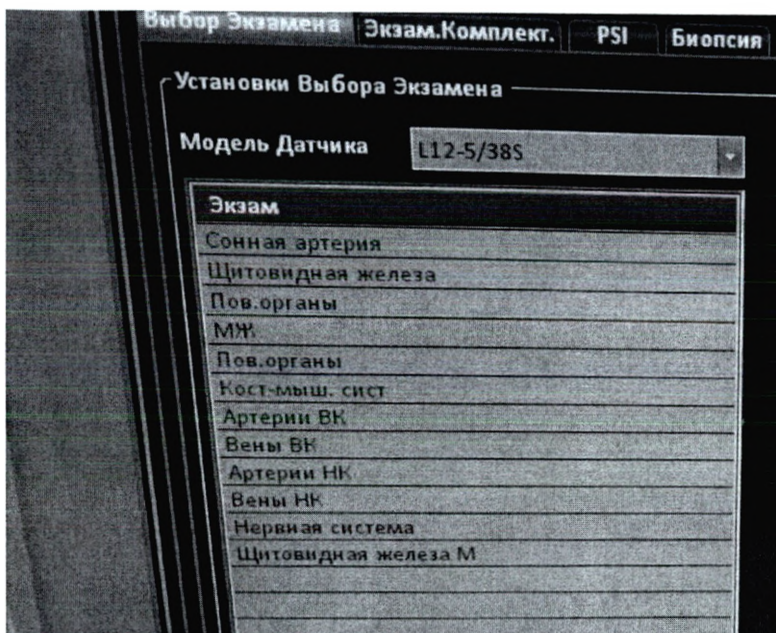 Выбор Экзамена Экзам.Комплект. PSI Биопсия
Установки Выбора Экзамена
Модель Датчика L12-5/38S
Экзам
Сонная артерия
Щитовидная железа
Пов.органы
МЖ
Пов.органы
Кост-мыш. сист
Артерии ВК
Вены ВК
Артерии НК
Вены НК
Нервная система
Щитовидная железа М